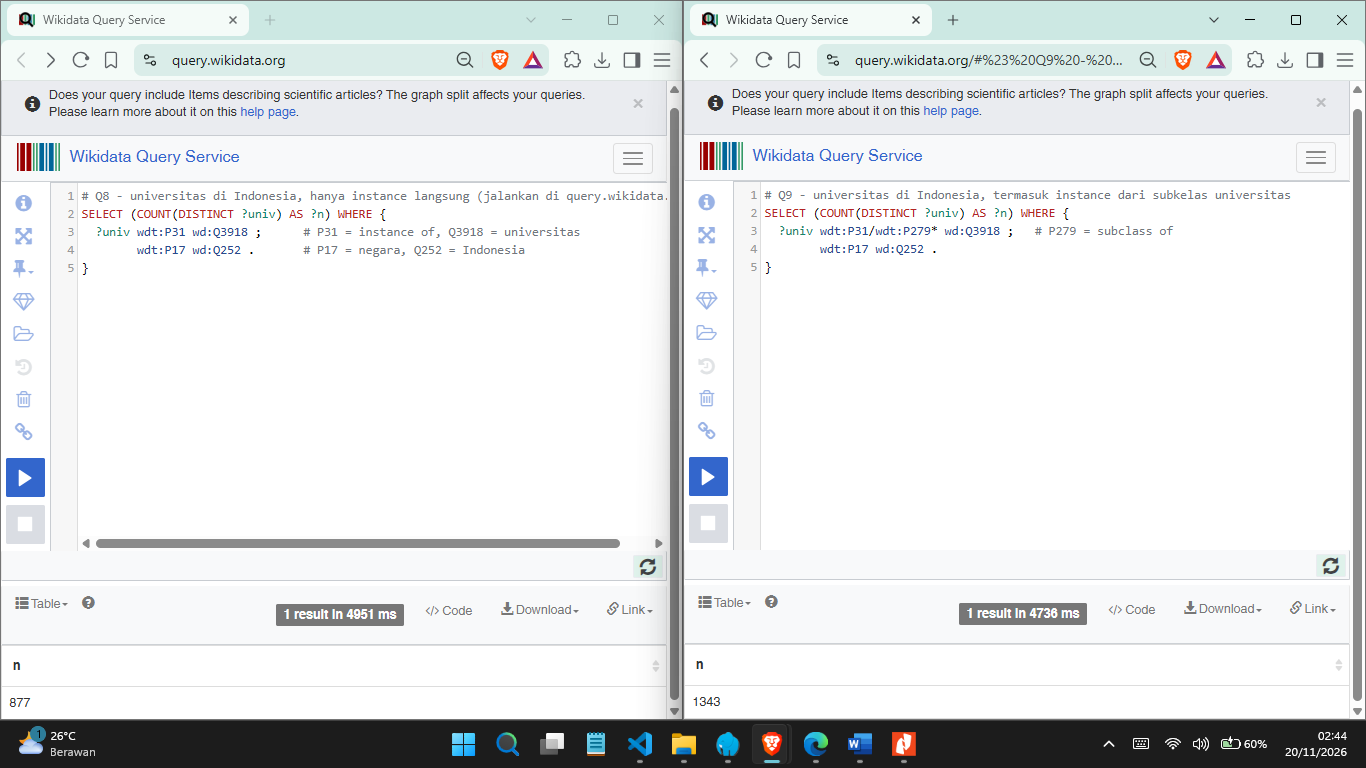 Wikidata Query Service
query.wikidata.org
Does your query include Items describing scientific articles? The graph split affects your queries.
Please learn more about it on this help page.
Wikidata Query Service
1 # Q8 - universitas di Indonesia, hanya instance langsung (jalankan di query.wikidata.
2 SELECT (COUNT(DISTINCT ?univ) AS ?n) WHERE {
3 ?univ wdt:P31 wd:Q3918 ; # P31 = instance of, Q3918 = universitas
4 wdt:P17 wd:Q252 . # P17 = negara, Q252 = Indonesia
5 }
Table
1 result in 4951 ms
</> Code
Download
Link
n
877
Wikidata Query Service
query.wikidata.org/#%23%20Q9%20-%20...
Does your query include Items describing scientific articles? The graph split affects your queries.
Please learn more about it on this help page.
Wikidata Query Service
1 # Q9 - universitas di Indonesia, termasuk instance dari subkelas universitas
2 SELECT (COUNT(DISTINCT ?univ) AS ?n) WHERE {
3 ?univ wdt:P31/wdt:P279* wd:Q3918 ; # P279 = subclass of
4 wdt:P17 wd:Q252 .
5 }
Table
1 result in 4736 ms
</> Code
Download
Link
n
1343
1
26°C
Berawan
60%
02:44
20/11/2026